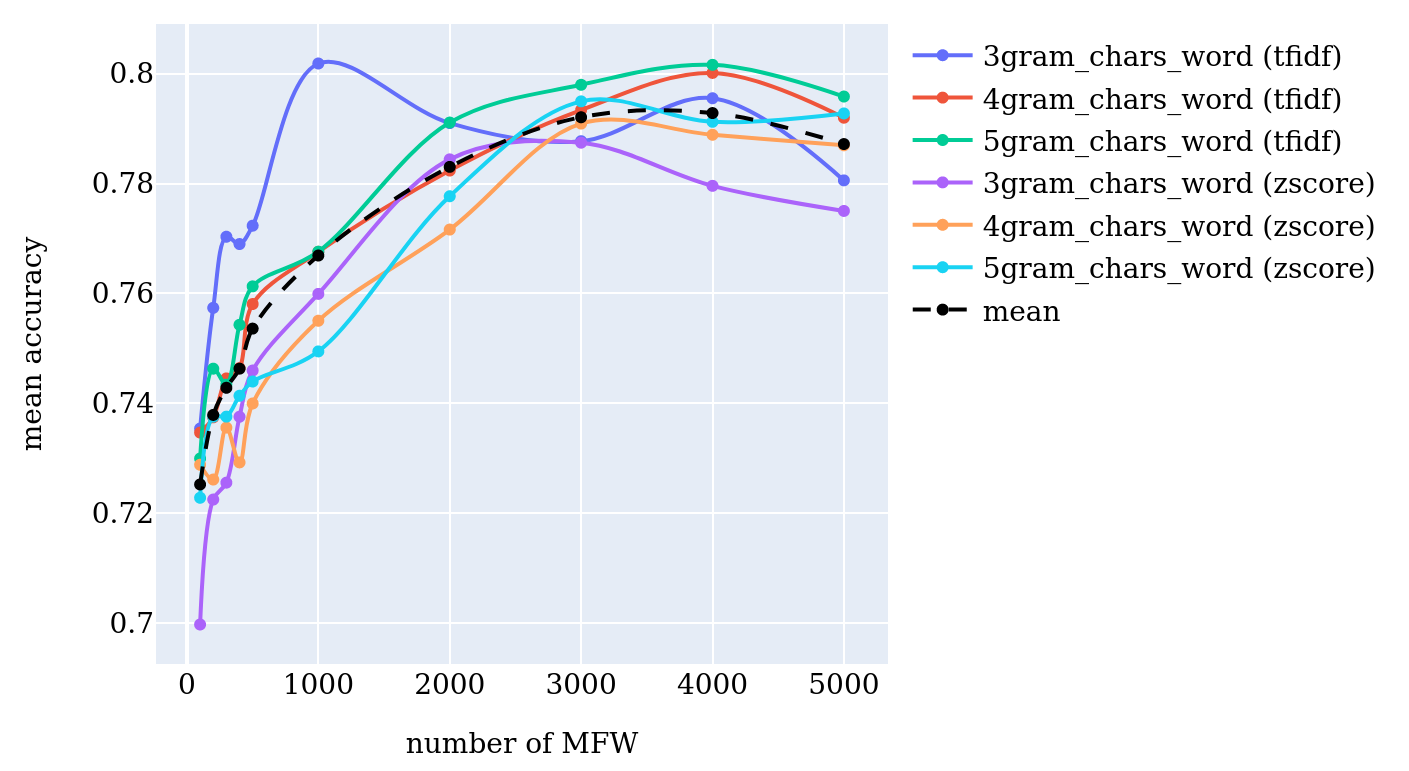 mean accuracy
0.8
0.78
0.76
0.74
0.72
0.7
0 1000 2000 3000 4000 5000
number of MFW
3gram_chars_word (tfidf)
4gram_chars_word (tfidf)
5gram_chars_word (tfidf)
3gram_chars_word (zscore)
4gram_chars_word (zscore)
5gram_chars_word (zscore)
mean